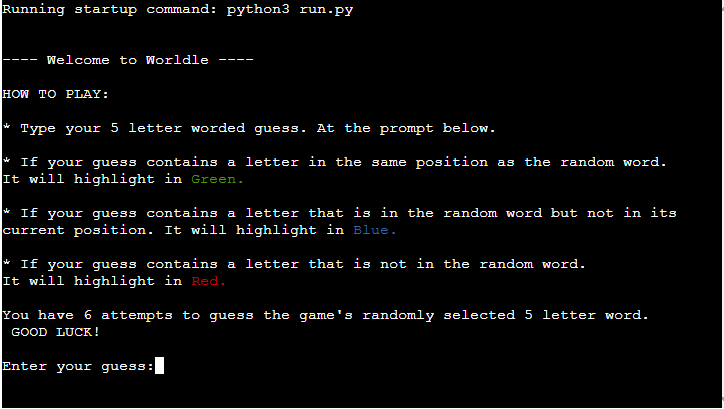 Running startup command: python3 run.py
---- Welcome to Worldle ----
HOW TO PLAY:
* Type your 5 letter worded guess. At the prompt below.
* If your guess contains a letter in the same position as the random word.
It will highlight in Green.
* If your guess contains a letter that is in the random word but not in its
current position. It will highlight in Blue.
* If your guess contains a letter that is not in the random word.
It will highlight in Red.
You have 6 attempts to guess the game's randomly selected 5 letter word.
GOOD LUCK!
Enter your guess: